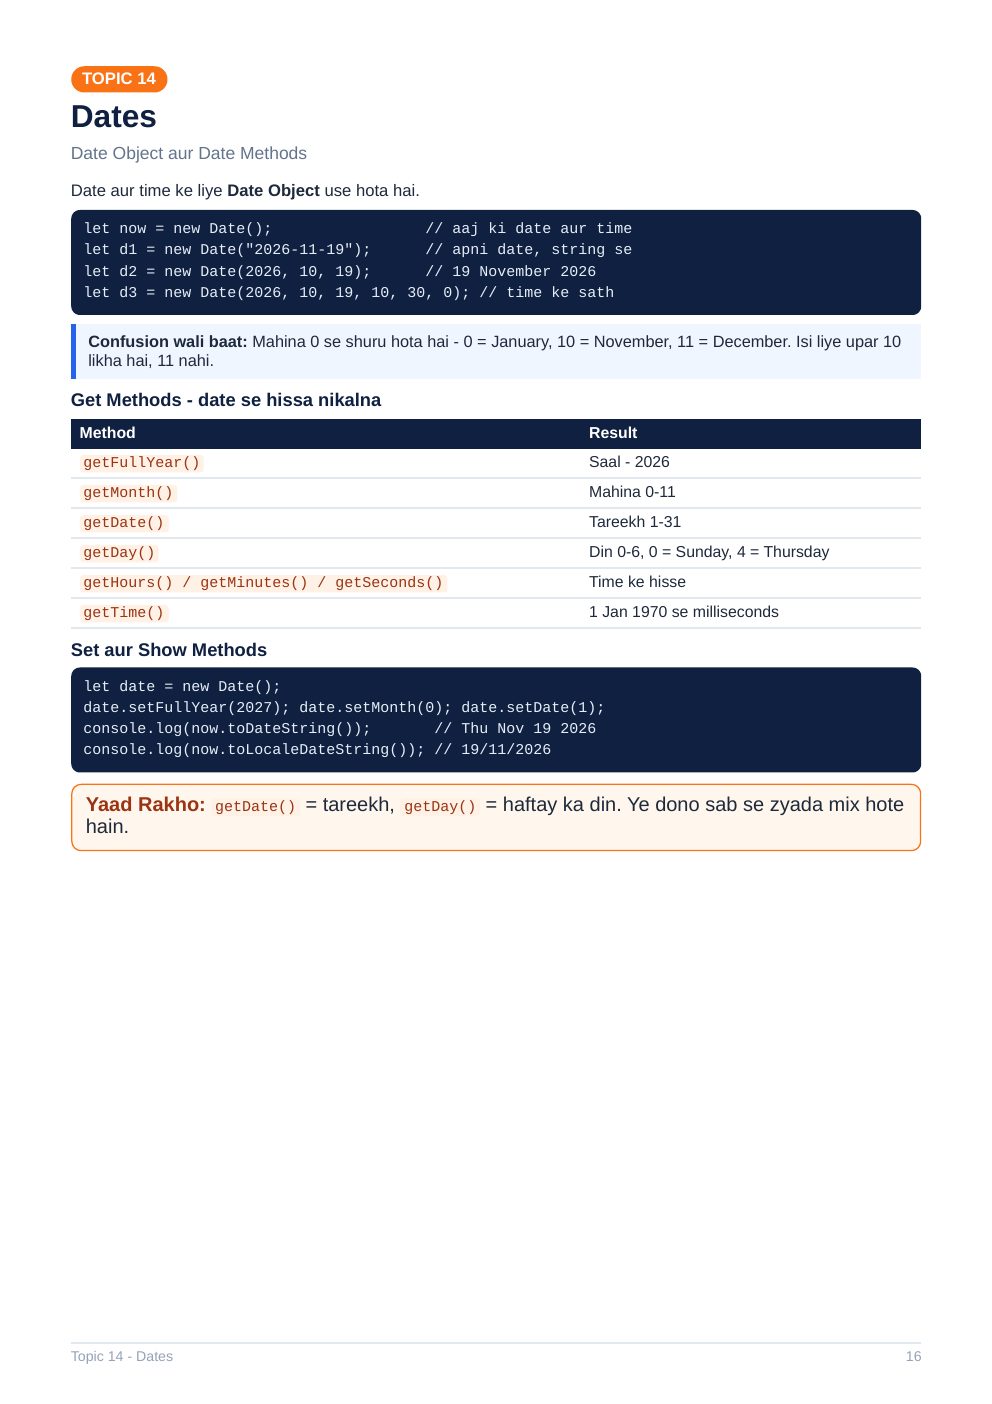 TOPIC 14
Dates
Date Object aur Date Methods
Date aur time ke liye Date Object use hota hai.
let now = new Date();                 // aaj ki date aur time
let d1 = new Date("2026-11-19");      // apni date, string se
let d2 = new Date(2026, 10, 19);      // 19 November 2026
let d3 = new Date(2026, 10, 19, 10, 30, 0); // time ke sath
Confusion wali baat: Mahina 0 se shuru hota hai - 0 = January, 10 = November, 11 = December. Isi liye upar 10
likha hai, 11 nahi.
Get Methods - date se hissa nikalna
Method Result
getFullYear() Saal - 2026
getMonth() Mahina 0-11
getDate() Tareekh 1-31
getDay() Din 0-6, 0 = Sunday, 4 = Thursday
getHours() / getMinutes() / getSeconds() Time ke hisse
getTime() 1 Jan 1970 se milliseconds
Set aur Show Methods
let date = new Date();
date.setFullYear(2027); date.setMonth(0); date.setDate(1);
console.log(now.toDateString());       // Thu Nov 19 2026
console.log(now.toLocaleDateString()); // 19/11/2026
Yaad Rakho: getDate() = tareekh, getDay() = haftay ka din. Ye dono sab se zyada mix hote
hain.
Topic 14 - Dates 16